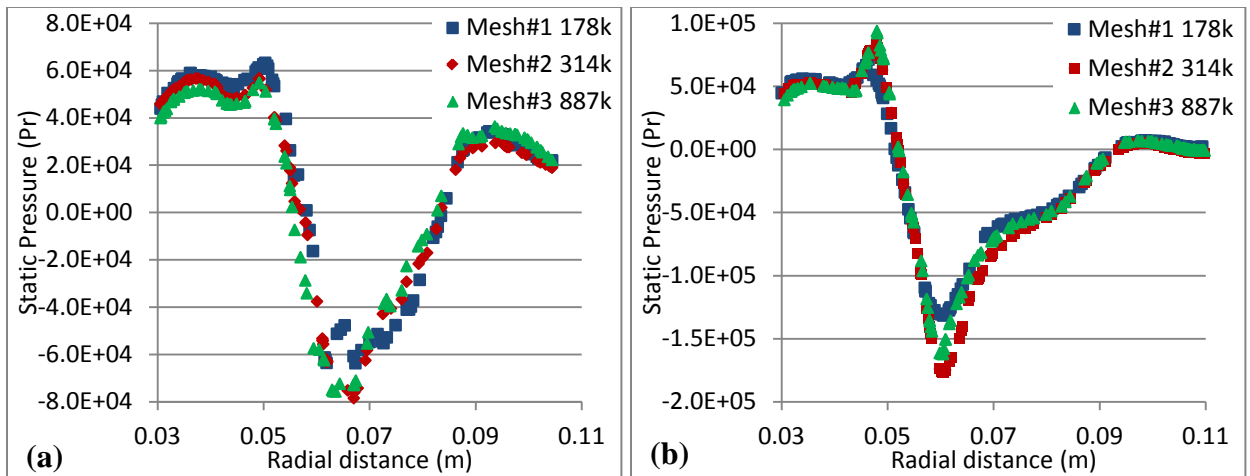 8.0E+04
6.0E+04
4.0E+04
2.0E+04
0.0E+00
-2.0E+04
-4.0E+04
-6.0E+04
-8.0E+04
Static Pressure (Pr)
Mesh#1 178k
Mesh#2 314k
Mesh#3 887k
0.03 0.05 0.07 0.09 0.11
(a) Radial distance (m)
1.0E+05
5.0E+04
0.0E+00
-5.0E+04
-1.0E+05
-1.5E+05
-2.0E+05
Static Pressure (Pr)
Mesh#1 178k
Mesh#2 314k
Mesh#3 887k
0.03 0.05 0.07 0.09 0.11
(b) Radial distance (m)